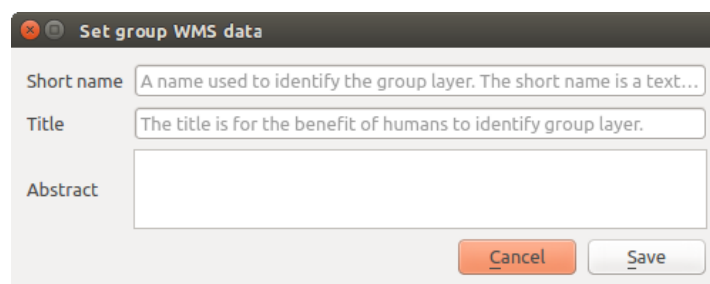 Set group WMS data
Short name A name used to identify the group layer. The short name is a text...
Title The title is for the benefit of humans to identify group layer.
Abstract
Cancel Save